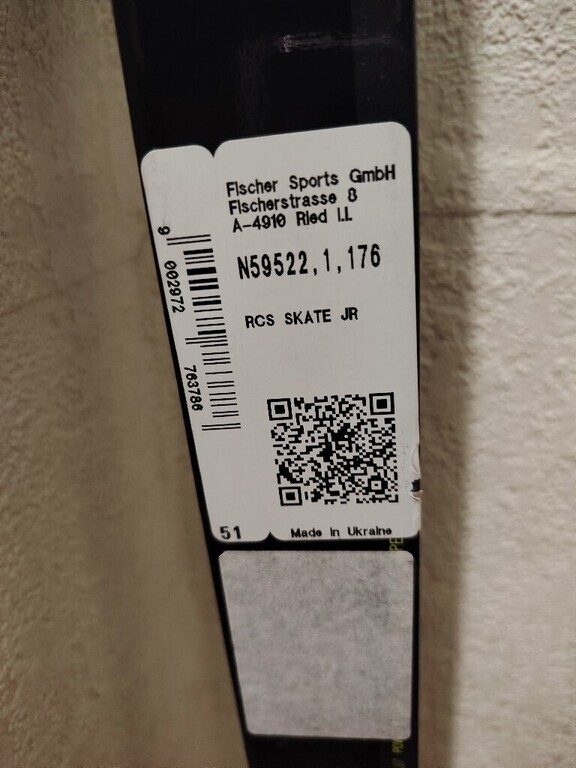 Fischer Sports GmbH
Fischerstrasse 8
A-4910 Ried I.I.
N59522,1,176
RCS SKATE JR
9 002972 763786
51
Made in Ukraine